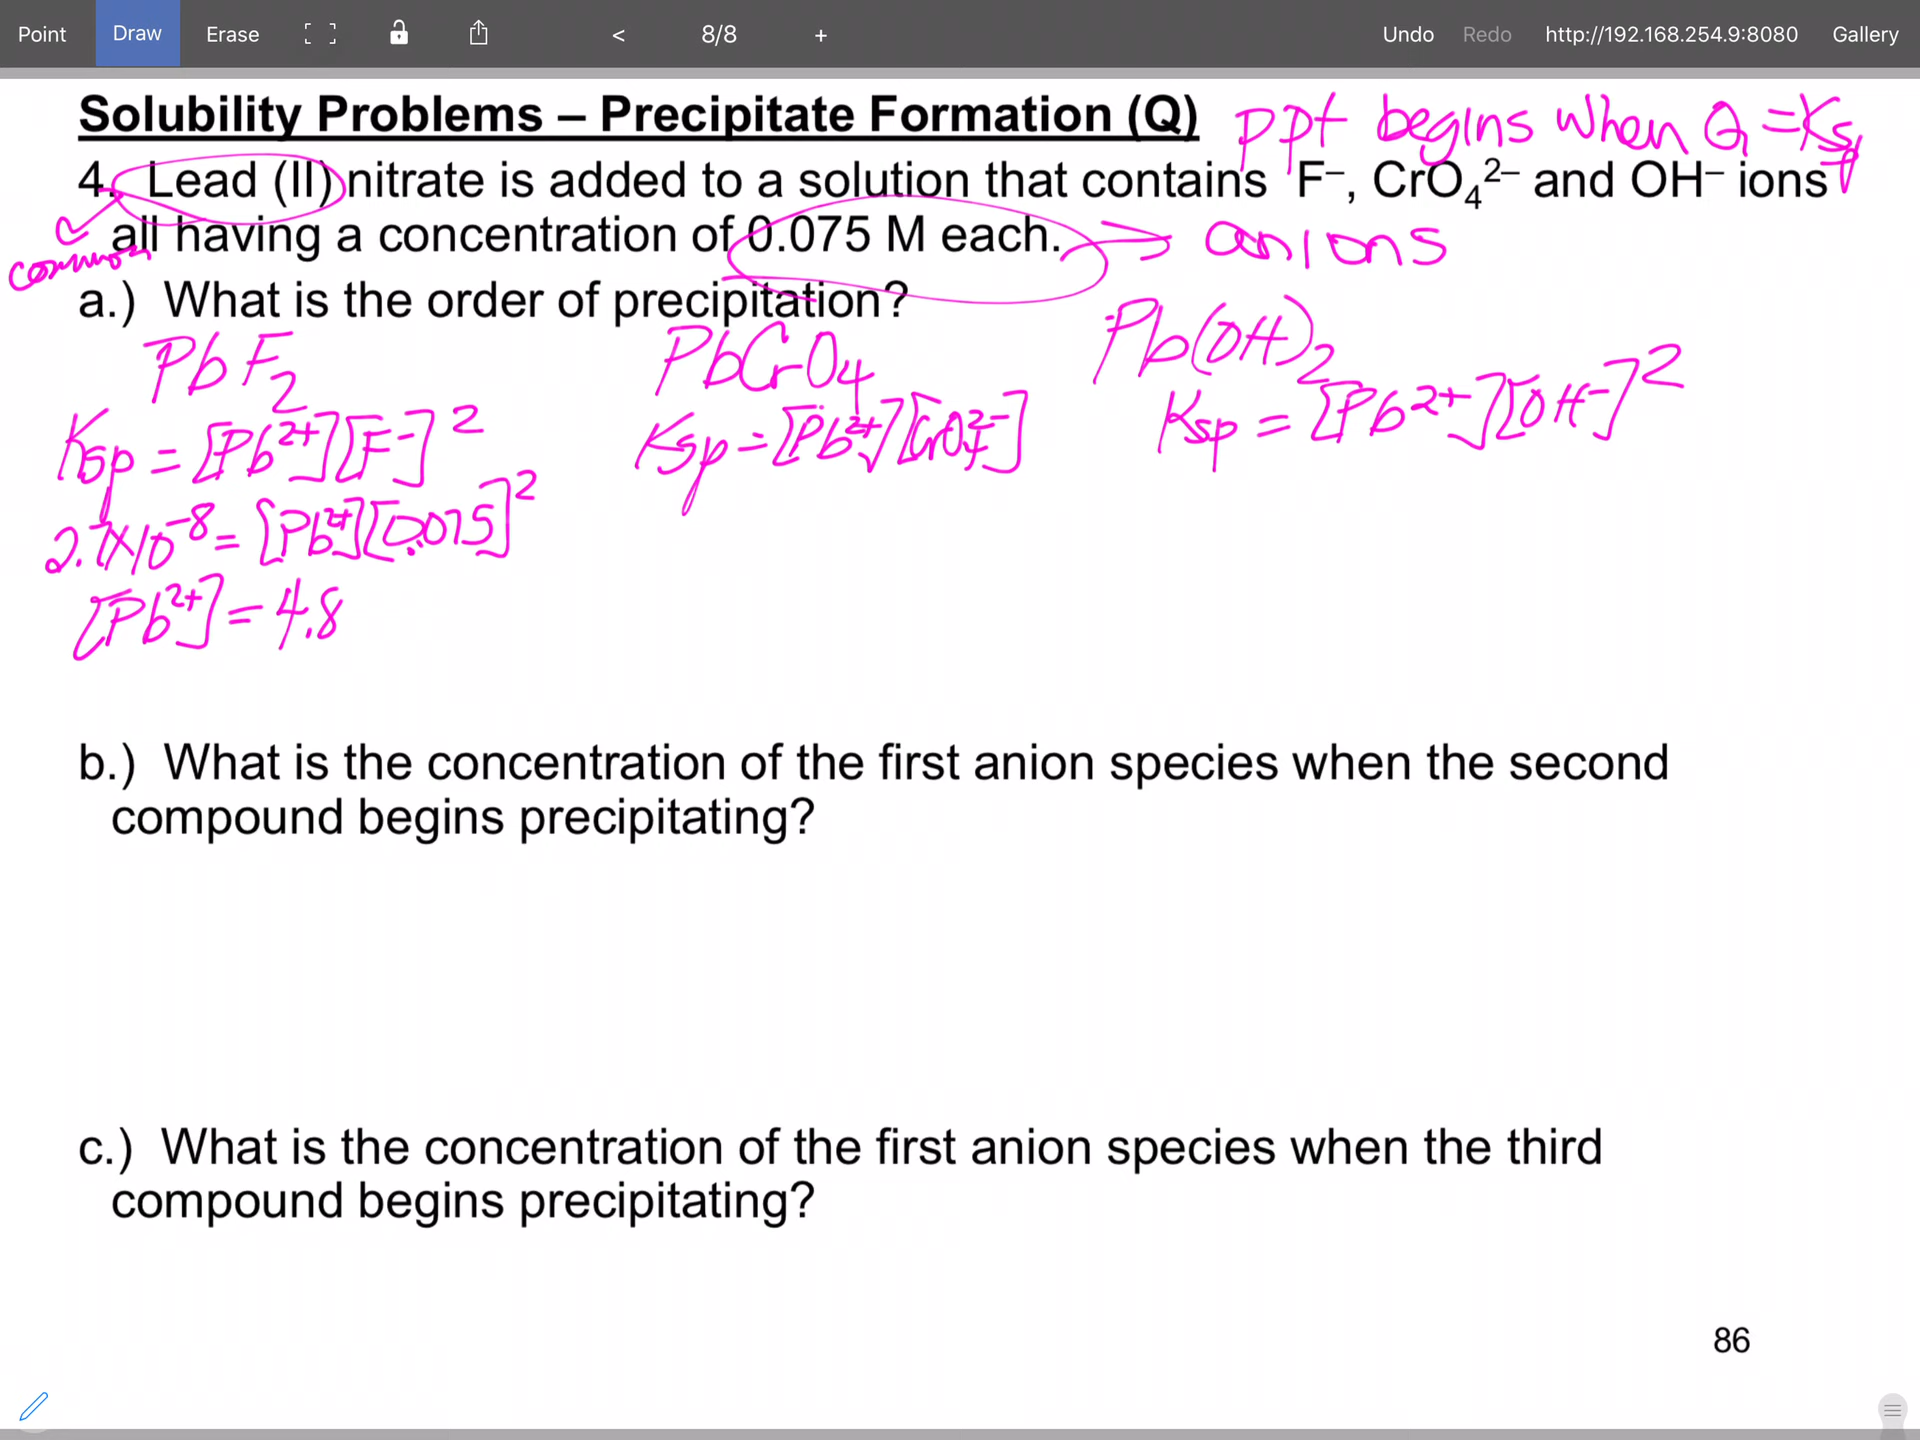 Point Draw Erase < 8/8 + Undo Redo http://192.168.254.9:8080 Gallery
Solubility Problems – Precipitate Formation (Q) ppt begins when Q = Ksp
4. Lead (II) nitrate is added to a solution that contains F⁻, CrO₄²⁻ and OH⁻ ions
all having a concentration of 0.075 M each. → anions
common
a.) What is the order of precipitation?
PbF₂ PbCrO₄ Pb(OH)₂
Ksp = [Pb²⁺][F⁻]² Ksp = [Pb²⁺][CrO₄²⁻] Ksp = [Pb²⁺][OH⁻]²
2.7x10⁻⁸ = [Pb²⁺][0.075]²
[Pb²⁺] = 4.8
b.) What is the concentration of the first anion species when the second
compound begins precipitating?
c.) What is the concentration of the first anion species when the third
compound begins precipitating?
86